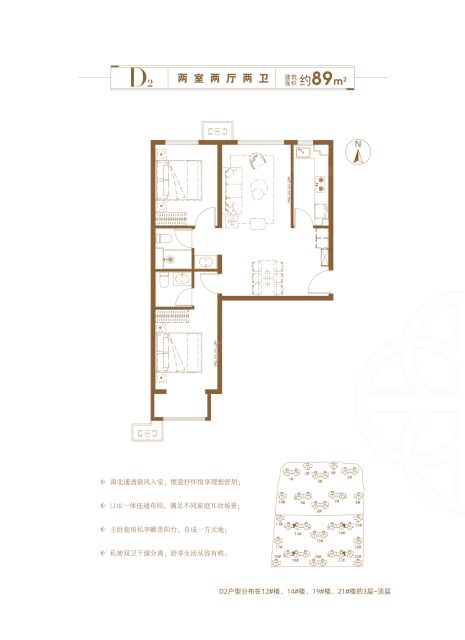 D2 两室两厅两卫 建筑面积 约89m²
N
南北通透清风入室，惬意抒怀悦享理想舒居；
LDK一体连通布局，满足不同家庭互动场景；
主卧套房私享瞰景阳台，自成一方天地；
私密双卫干湿分离，舒享生活从容有秩。
D2户型分布在12#楼、14#楼、19#楼、21#楼的3层~顶层